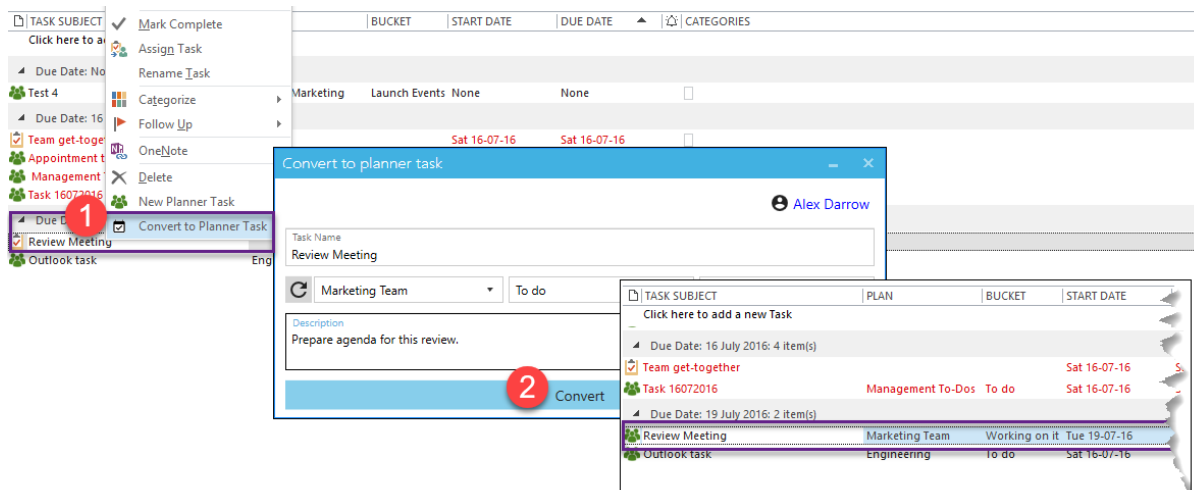 TASK SUBJECT BUCKET START DATE DUE DATE CATEGORIES
Click here to a
Due Date: No
Test 4 Marketing Launch Events None None
Due Date: 16
Team get-toge Sat 16-07-16 Sat 16-07-16
Appointment t
Management
Task 16072016
Due D
Review Meeting
Outlook task Eng
Mark Complete
Assign Task
Rename Task
Categorize
Follow Up
OneNote
Delete
New Planner Task
1
Convert to Planner Task
Convert to planner task
Alex Darrow
Task Name
Review Meeting
Marketing Team To do
Description
Prepare agenda for this review.
2 Convert
TASK SUBJECT PLAN BUCKET START DATE
Click here to add a new Task
Due Date: 16 July 2016: 4 item(s)
Team get-together Sat 16-07-16
Task 16072016 Management To-Dos To do Sat 16-07-16
Due Date: 19 July 2016: 2 item(s)
Review Meeting Marketing Team Working on it Tue 19-07-16
Outlook task Engineering To do Sat 16-07-16